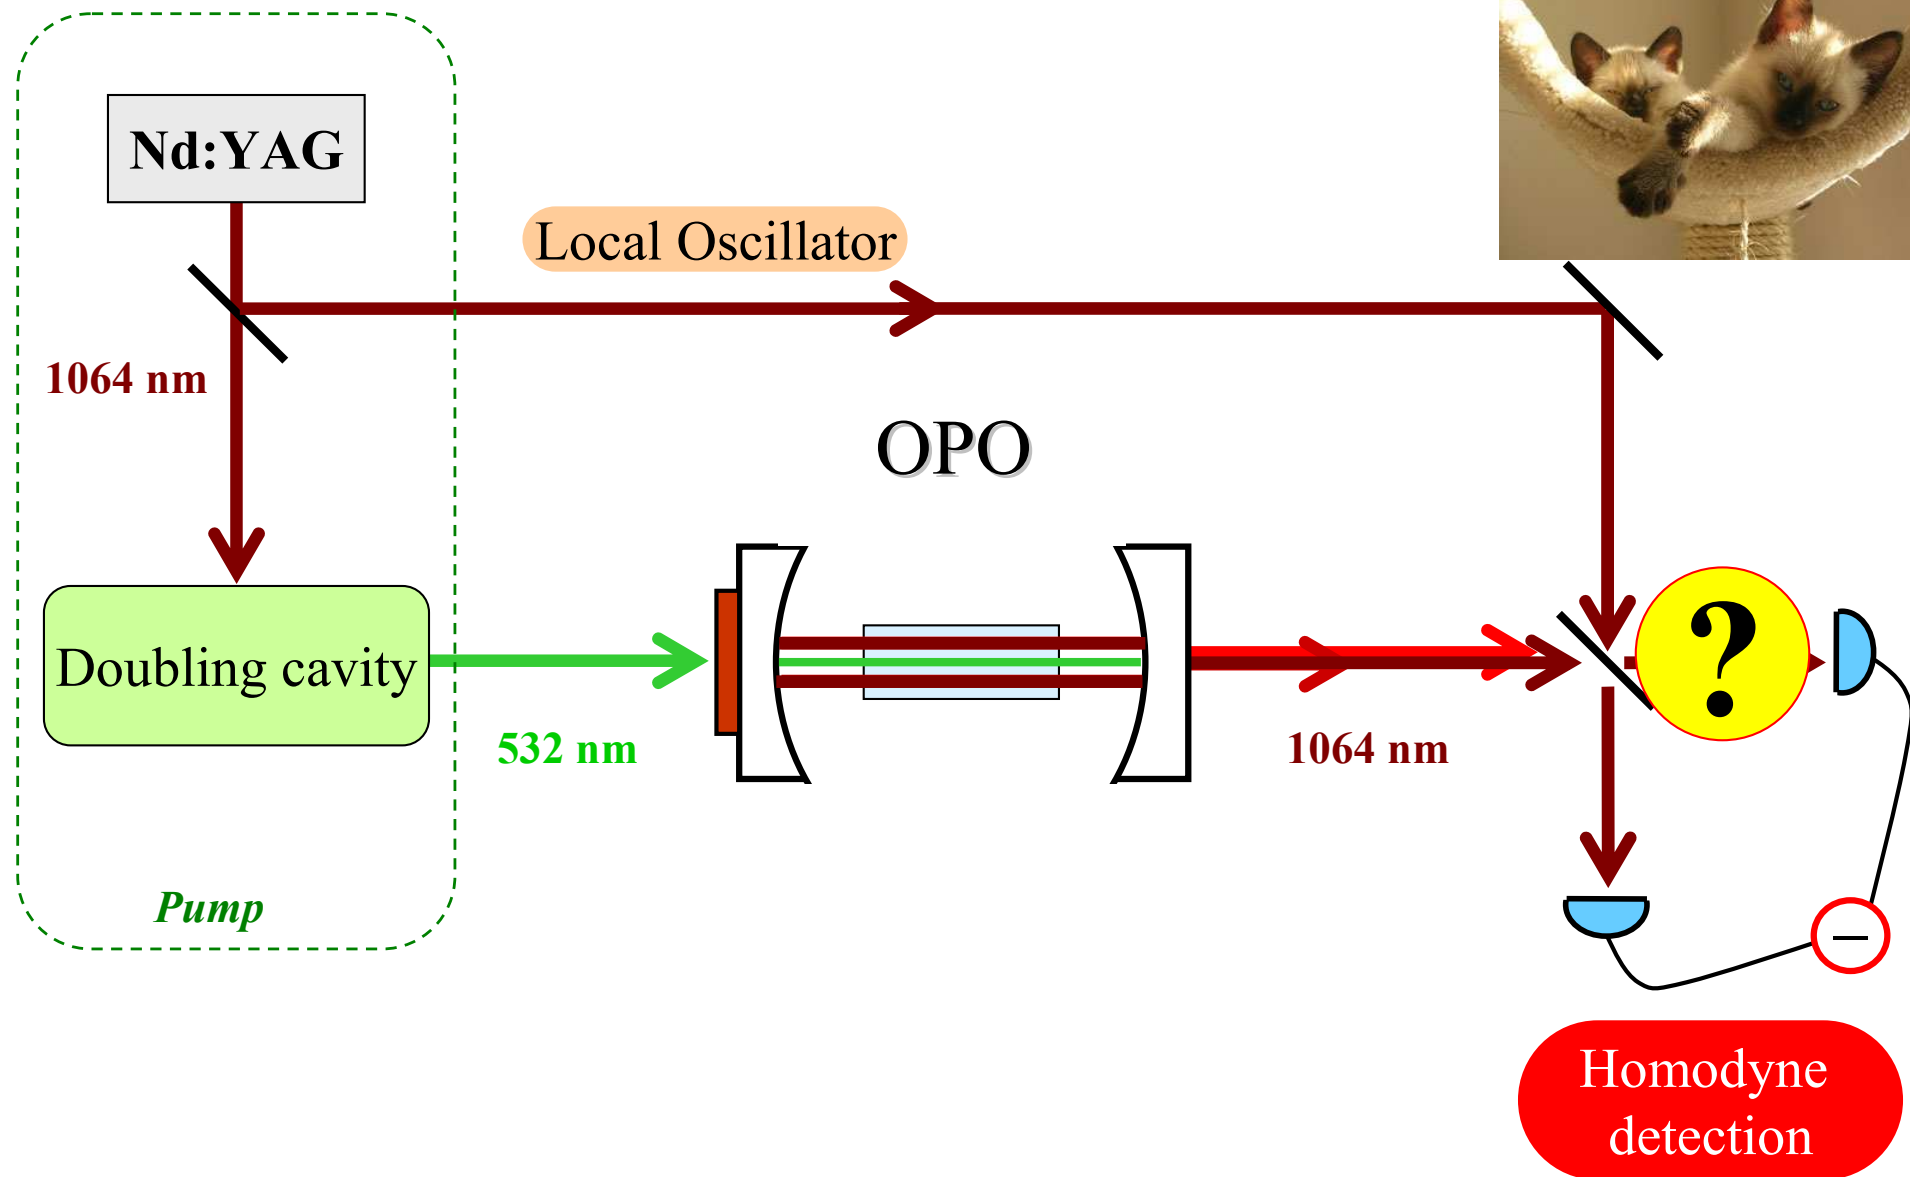 Nd:YAG
Local Oscillator
1064 nm
OPO
?
Doubling cavity
532 nm
1064 nm
Pump
—
Homodyne
detection